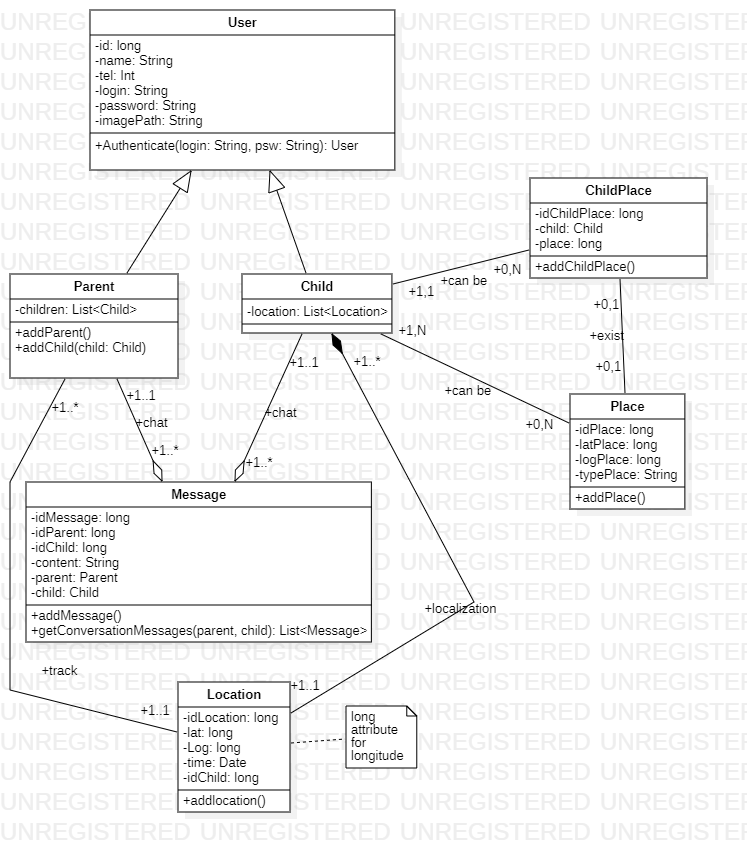 User
-id: long
-name: String
-tel: Int
-login: String
-password: String
-imagePath: String
+Authenticate(login: String, psw: String): User
ChildPlace
-idChildPlace: long
-child: Child
-place: long
+addChildPlace()
Parent
-children: List<Child>
+addParent()
+addChild(child: Child)
Child
-location: List<Location>
+1,1
+can be
+0,N
+0,1
+exist
+0,1
+1,N
+can be
+0,N
Place
-idPlace: long
-latPlace: long
-logPlace: long
-typePlace: String
+addPlace()
+1..*
+1..1
+chat
+1..*
+1..1
+chat
+1..*
+1..*
Message
-idMessage: long
-idParent: long
-idChild: long
-content: String
-parent: Parent
-child: Child
+addMessage()
+getConversationMessages(parent, child): List<Message>
+localization
+track
+1..1
+1..1
Location
-idLocation: long
-lat: long
-Log: long
-time: Date
-idChild: long
+addlocation()
long
attribute
for
longitude
UNREGISTERED